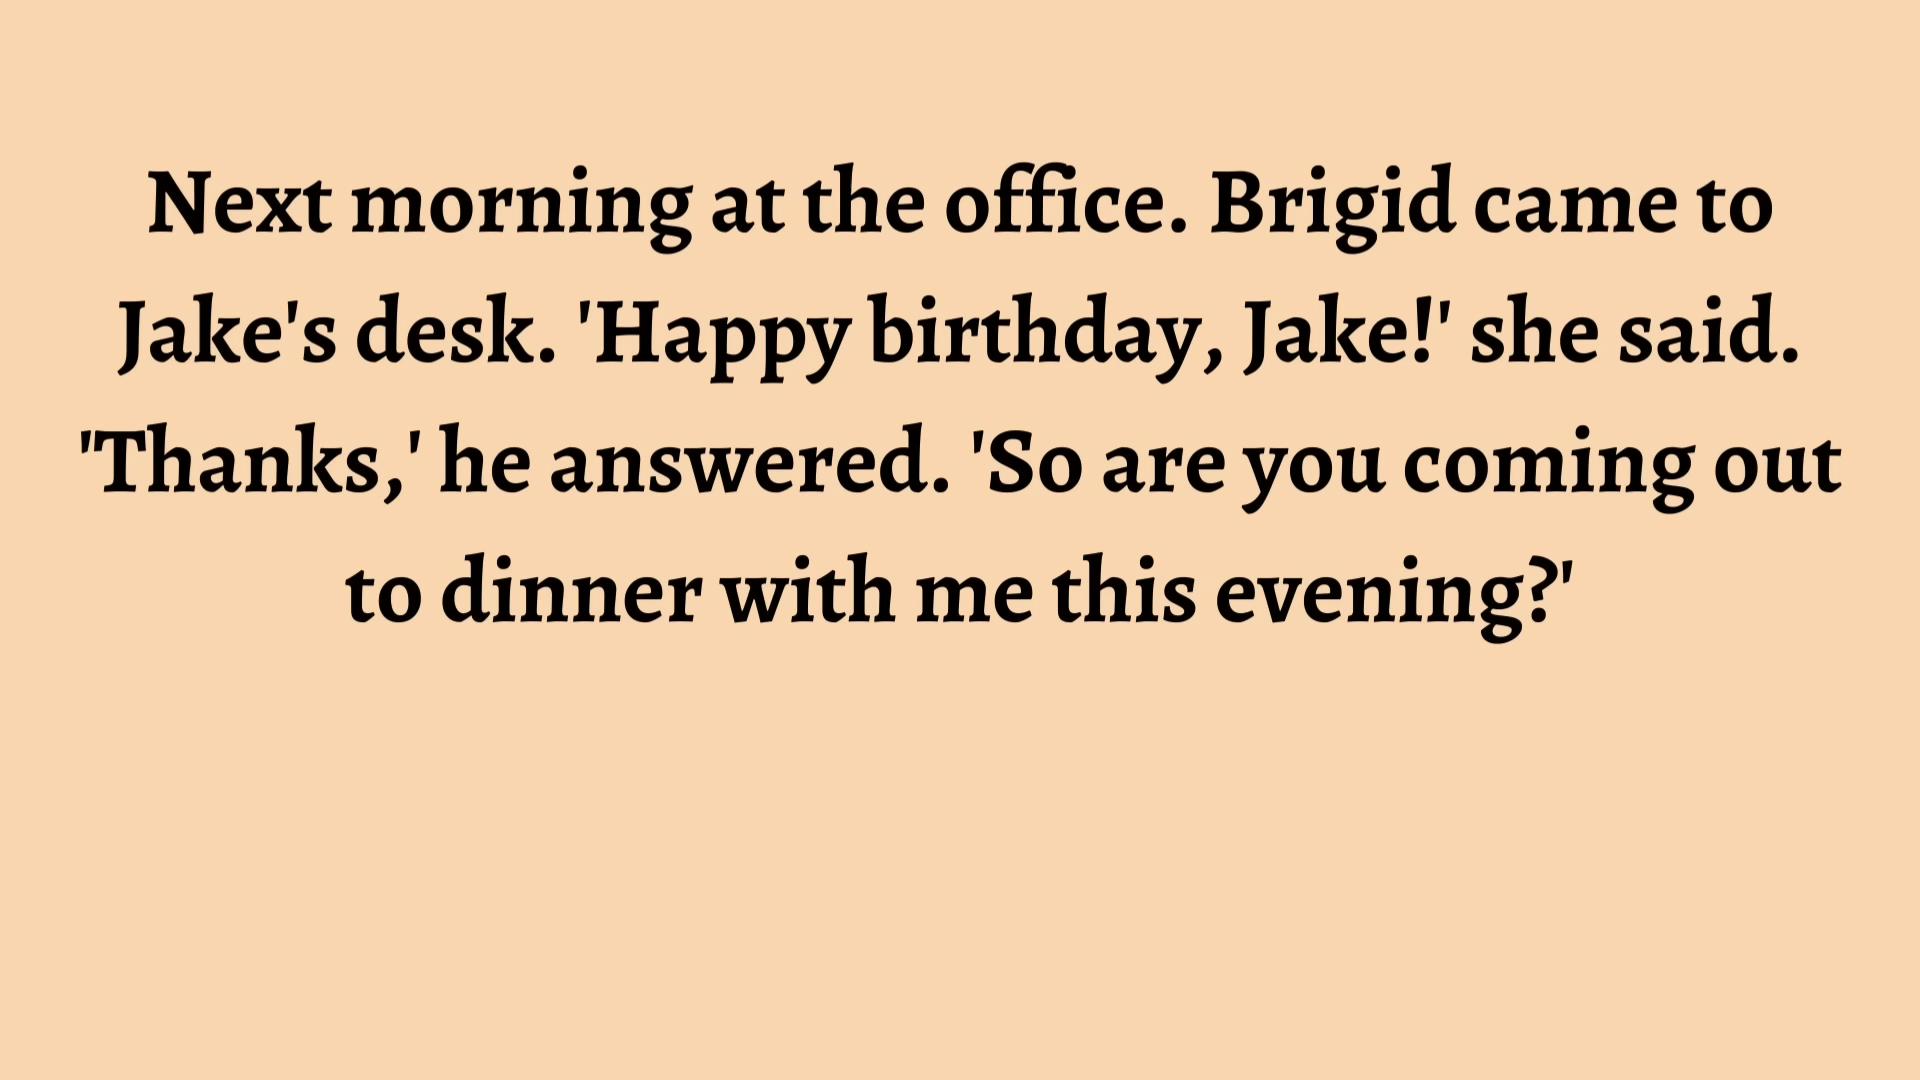 Next morning at the office. Brigid came to
Jake's desk. 'Happy birthday, Jake!' she said.
'Thanks,' he answered. 'So are you coming out
to dinner with me this evening?'